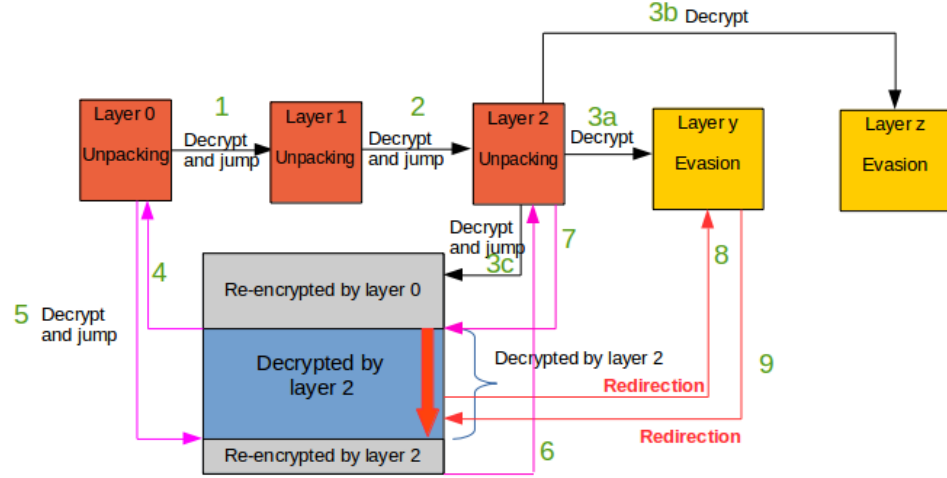 3b Decrypt
Layer 0
Unpacking
1
Decrypt
and jump
Layer 1
Unpacking
2
Decrypt
and jump
Layer 2
Unpacking
3a
Decrypt
Layer y
Evasion
Layer z
Evasion
Decrypt
and jump
3c
7
4
8
5 Decrypt
and jump
Re-encrypted by layer 0
Decrypted by
layer 2
Decrypted by layer 2
Redirection
9
Redirection
Re-encrypted by layer 2
6